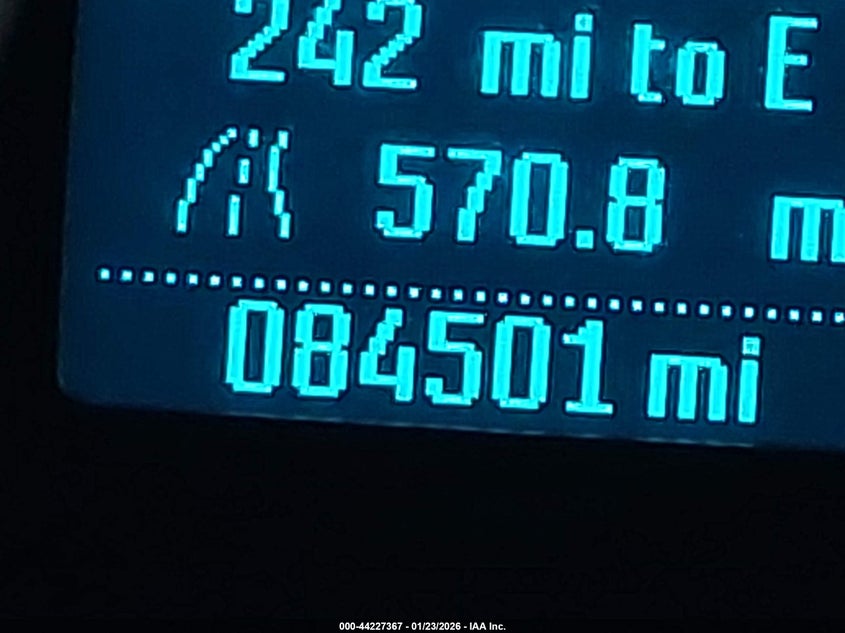 242 mi to E
570.8 m
084501 mi
000-44227367 - 01/23/2026 - IAA Inc.